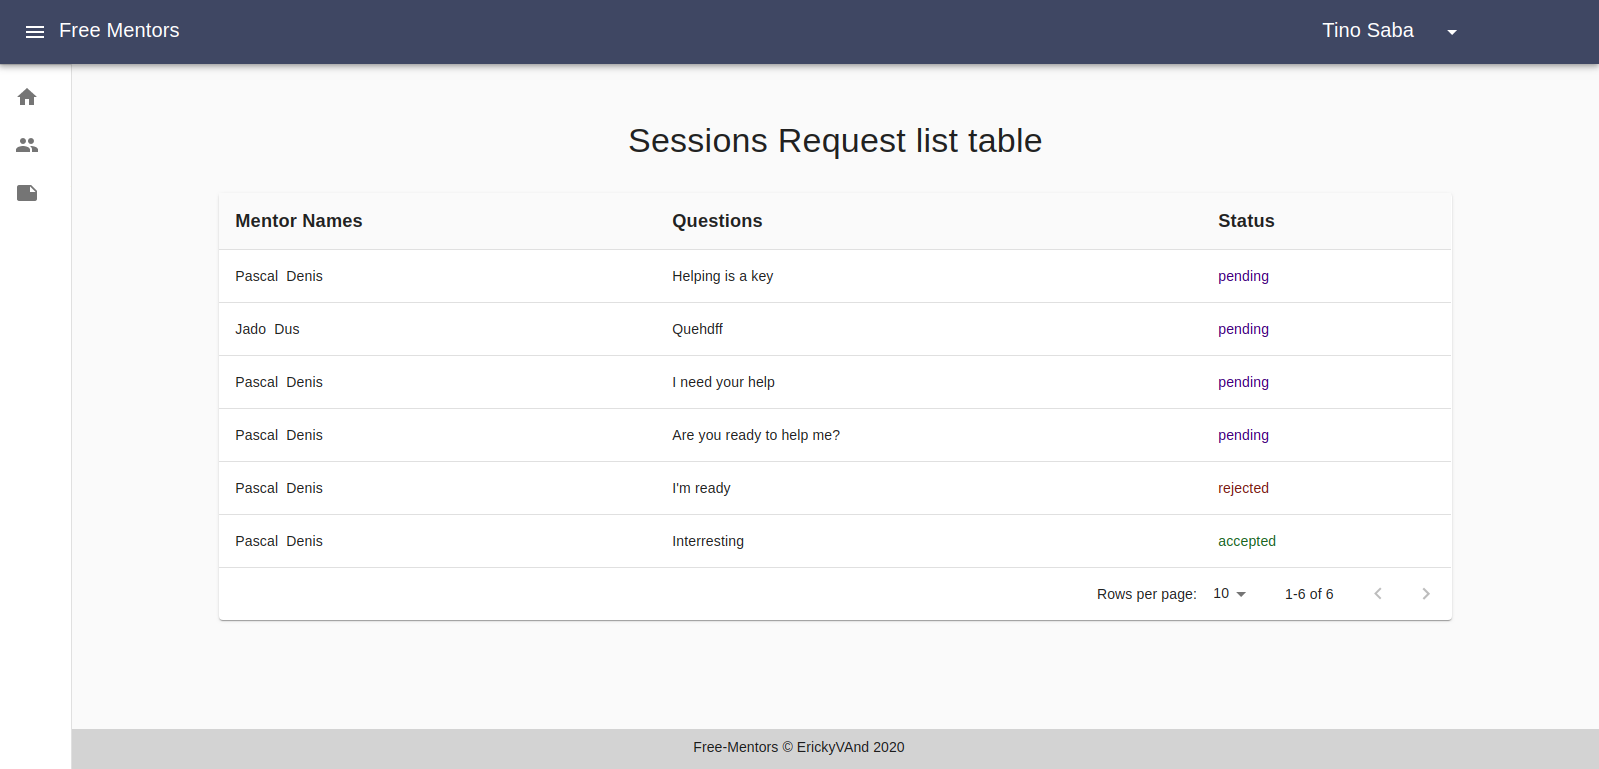 Free Mentors Tino Saba
Sessions Request list table
Mentor Names Questions Status
Pascal Denis Helping is a key pending
Jado Dus Quehdff pending
Pascal Denis I need your help pending
Pascal Denis Are you ready to help me? pending
Pascal Denis I'm ready rejected
Pascal Denis Interresting accepted
Rows per page: 10 1-6 of 6
Free-Mentors © ErickyVAnd 2020